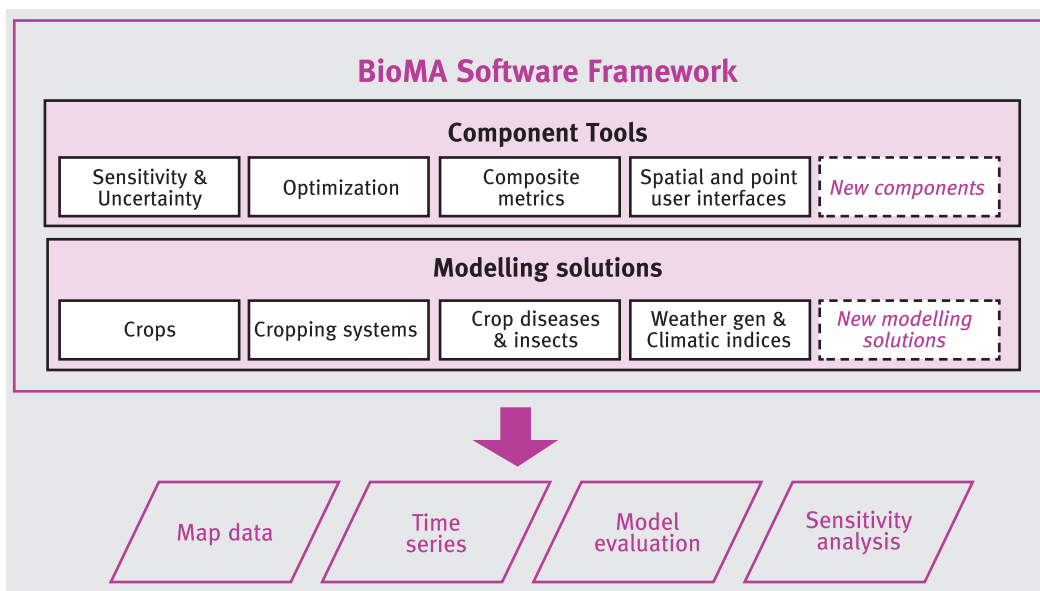 BioMA Software Framework
Component Tools
Sensitivity &
Uncertainty
Optimization
Composite
metrics
Spatial and point
user interfaces
New components
Modelling solutions
Crops
Cropping systems
Crop diseases
& insects
Weather gen &
Climatic indices
New modelling
solutions
Map data
Time
series
Model
evaluation
Sensitivity
analysis